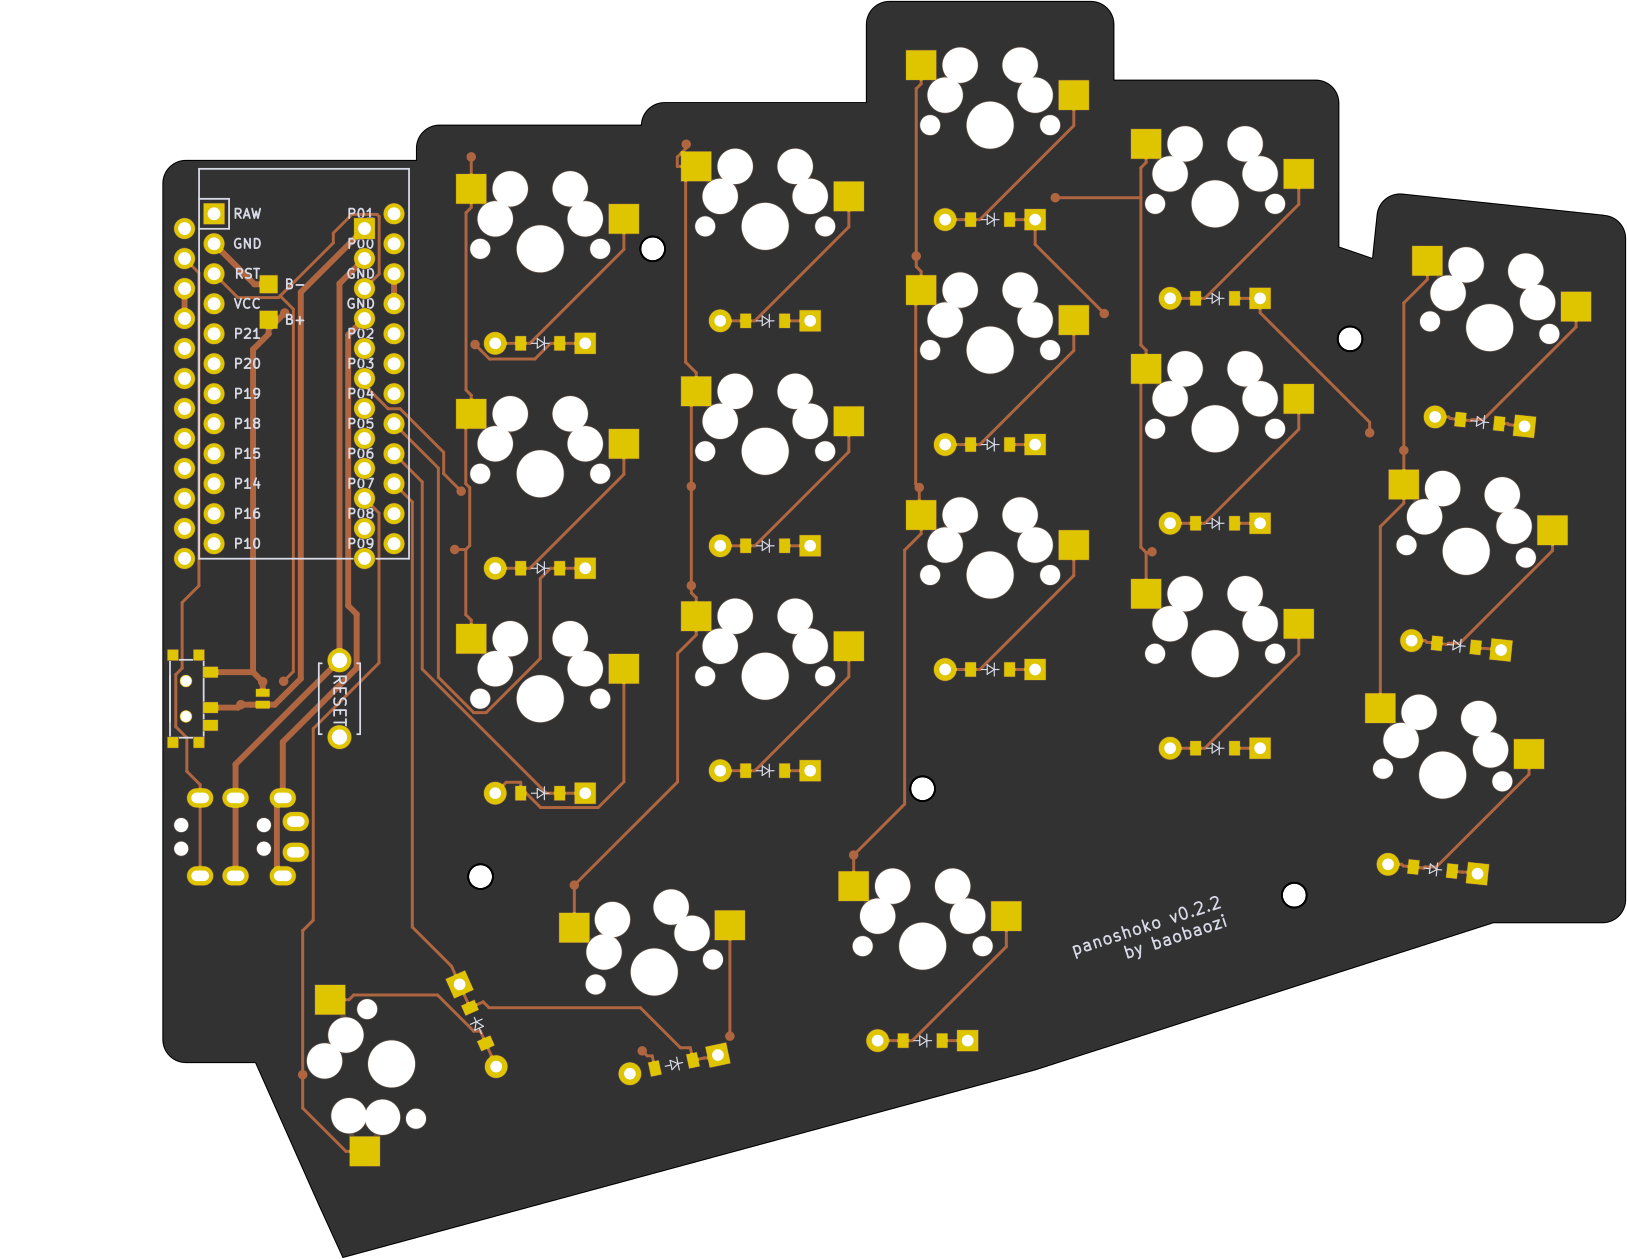 RAW P01
GND P00
RST GND
B-
VCC GND
B+
P21 P02
P20 P03
P19 P04
P18 P05
P15 P06
P14 P07
P16 P08
P10 P09
RESET
panoshoko v0.2.2
by baobaozi